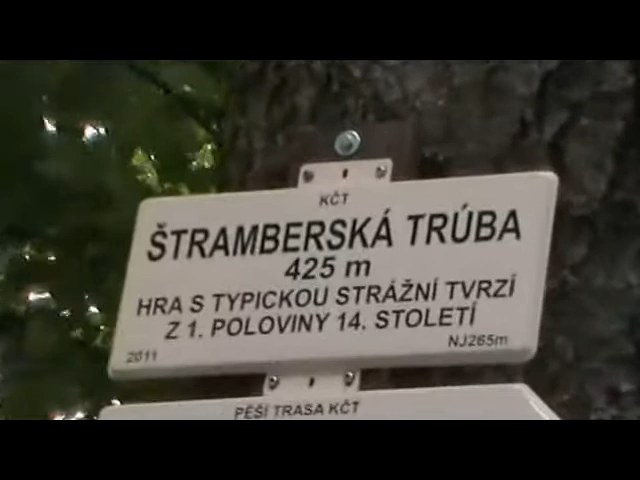 KČT
ŠTRAMBERSKÁ TRÚBA
425 m
HRA S TYPICKOU STRÁŽNÍ TVRZÍ
Z 1. POLOVINY 14. STOLETÍ
2011 NJ265m
PĚŠÍ TRASA KČT